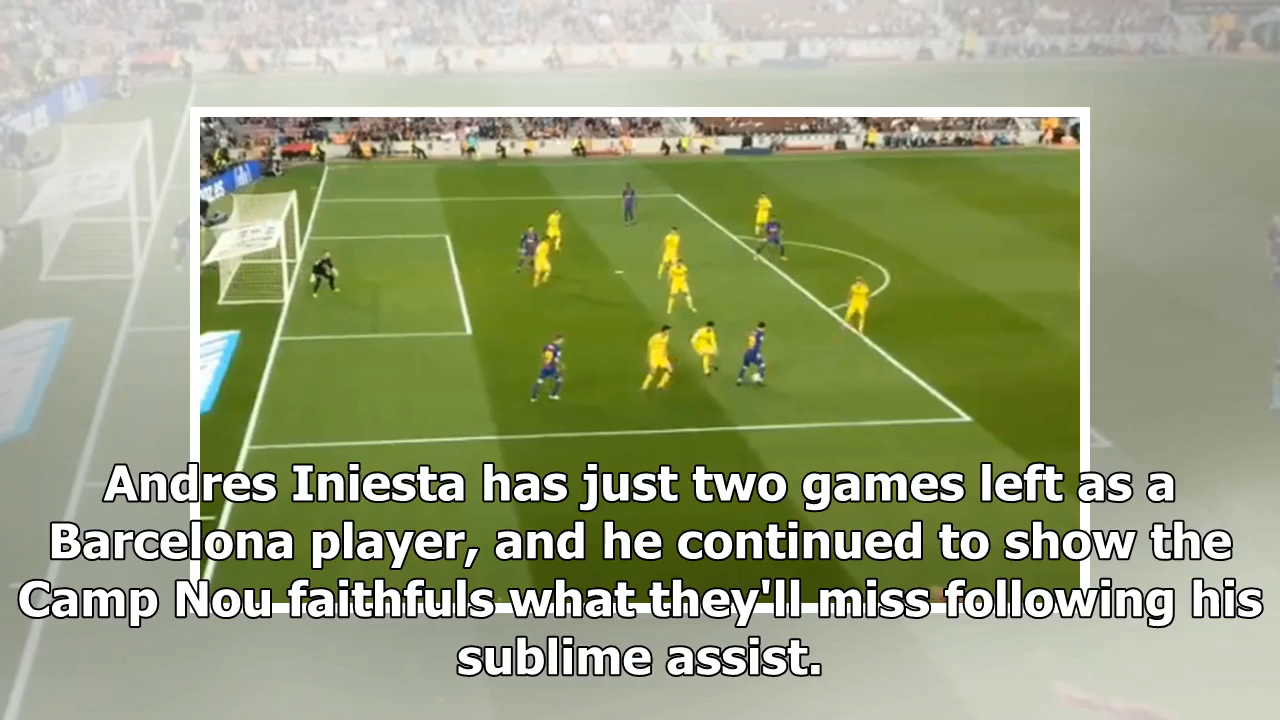 Andres Iniesta has just two games left as a
Barcelona player, and he continued to show the
Camp Nou faithfuls what they'll miss following his
sublime assist.